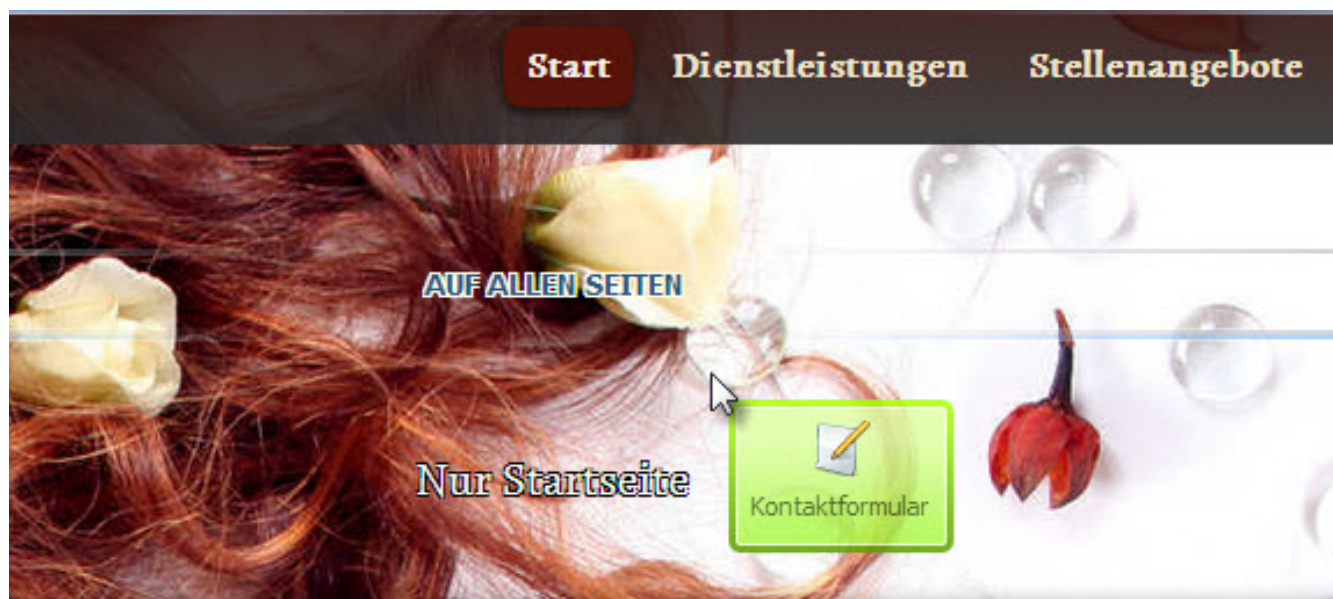 Start Dienstleistungen Stellenangebote
AUF ALLEN SEITEN
Nur Startseite
Kontaktformular